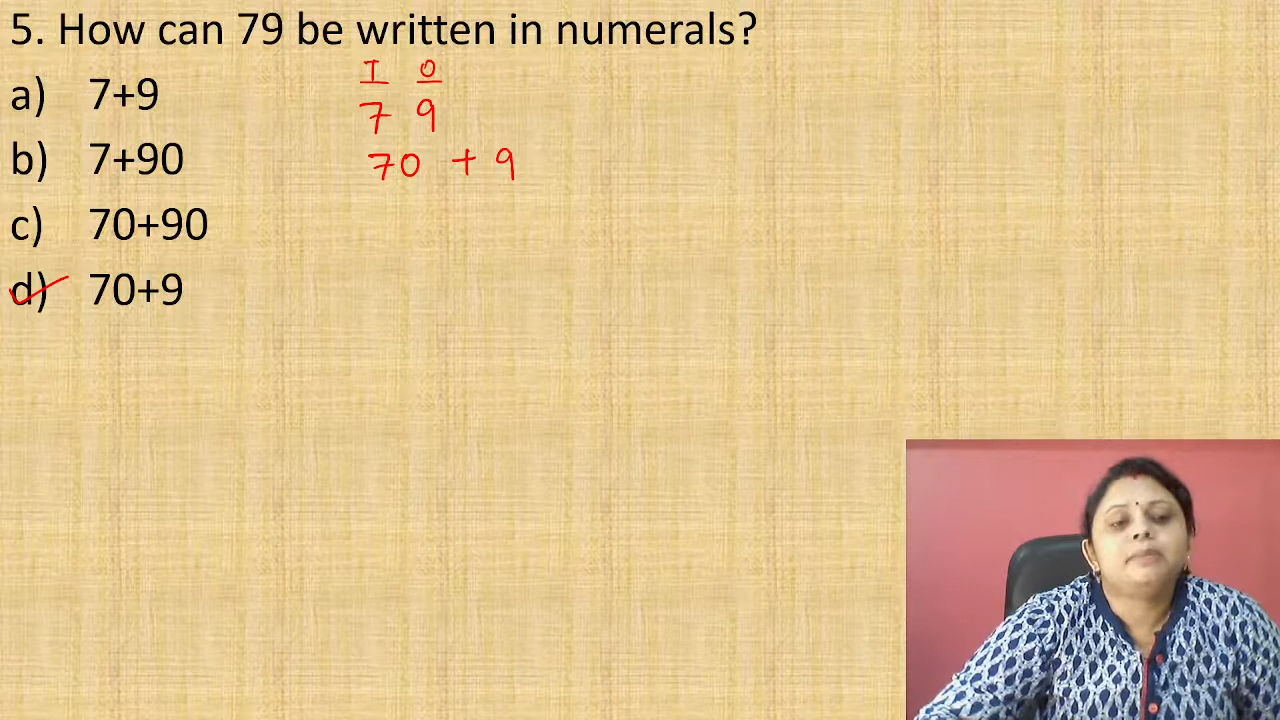 5. How can 79 be written in numerals?
T O
a) 7+9
7 9
b) 7+90
70 + 9
c) 70+90
d) 70+9